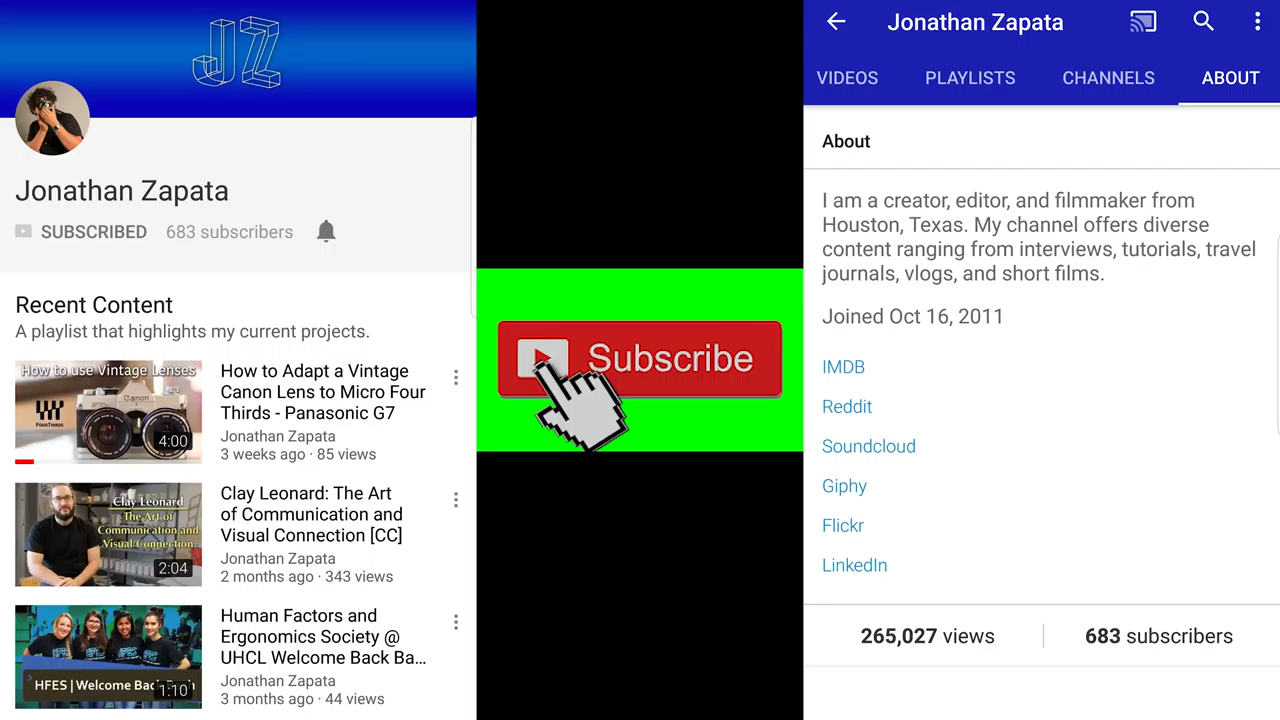 JZ
Jonathan Zapata
SUBSCRIBED 683 subscribers
Recent Content
A playlist that highlights my current projects.
How to use Vintage Lenses
Canon
FOURTHIRDS
4:00
How to Adapt a Vintage
Canon Lens to Micro Four
Thirds - Panasonic G7
Jonathan Zapata
3 weeks ago · 85 views
Clay Leonard:
The Art of
Communication and
Visual Connection
2:04
Clay Leonard: The Art
of Communication and
Visual Connection [CC]
Jonathan Zapata
2 months ago · 343 views
HFES | Welcome Back
1:10
Human Factors and
Ergonomics Society @
UHCL Welcome Back Ba...
Jonathan Zapata
3 months ago · 44 views
Subscribe
Jonathan Zapata
VIDEOS PLAYLISTS CHANNELS ABOUT
About
I am a creator, editor, and filmmaker from
Houston, Texas. My channel offers diverse
content ranging from interviews, tutorials, travel
journals, vlogs, and short films.
Joined Oct 16, 2011
IMDB
Reddit
Soundcloud
Giphy
Flickr
LinkedIn
265,027 views 683 subscribers